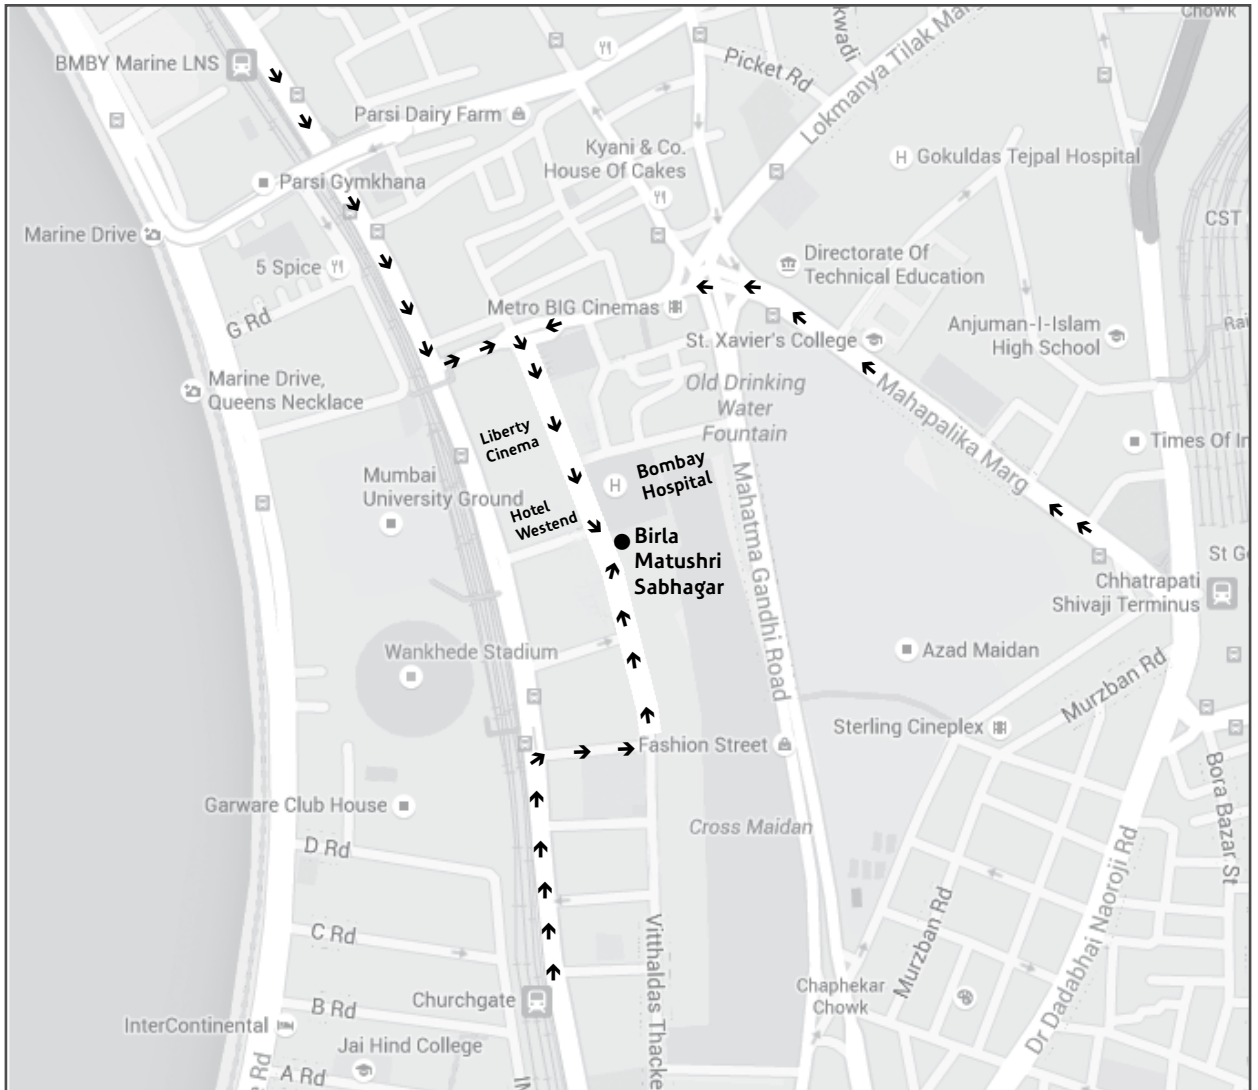 Chowk
kwadi
Lokmanya Tilak Marg
BMBY Marine LNS
Picket Rd
Parsi Dairy Farm
Kyani & Co.
House Of Cakes
H
Gokuldas Tejpal Hospital
Parsi Gymkhana
CST
Marine Drive
5 Spice
Directorate Of
Technical Education
G Rd
Metro BIG Cinemas
St. Xavier's College
Anjuman-I-Islam
High School
Rai
Marine Drive,
Queens Necklace
Old Drinking
Water
Fountain
Mahapalika Marg
Liberty
Cinema
Times Of In
Mumbai
University Ground
H
Bombay
Hospital
Hotel
Westend
Mahatma Gandhi Road
Birla
Matushri
Sabhagar
St G
Chhatrapati
Shivaji Terminus
Wankhede Stadium
Azad Maidan
Murzban Rd
Sterling Cineplex
Fashion Street
Bora Bazar St
Garware Club House
Cross Maidan
D Rd
Dr Dadabhai Naoroji Rd
Murzban Rd
C Rd
Vitthaldas Thacke
Churchgate
Chaphekar
Chowk
B Rd
InterContinental
Jai Hind College
A Rd
Rd